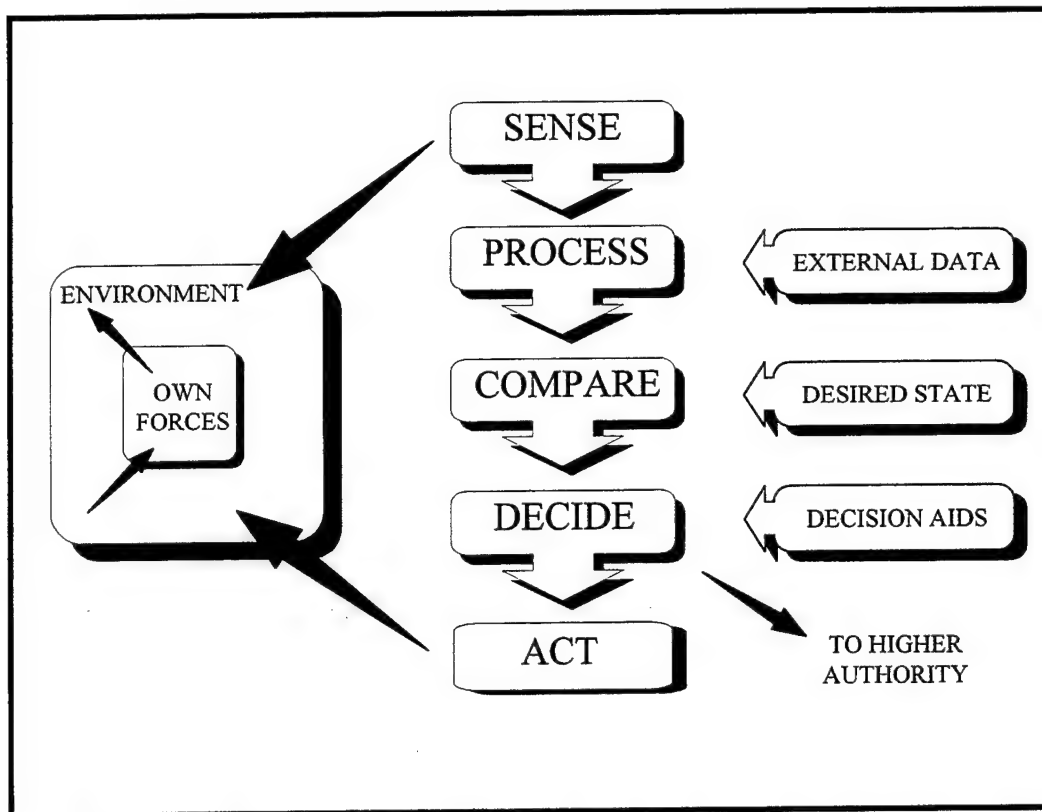 SENSE
PROCESS
EXTERNAL DATA
ENVIRONMENT
OWN
FORCES
COMPARE
DESIRED STATE
DECIDE
DECISION AIDS
ACT
TO HIGHER
AUTHORITY